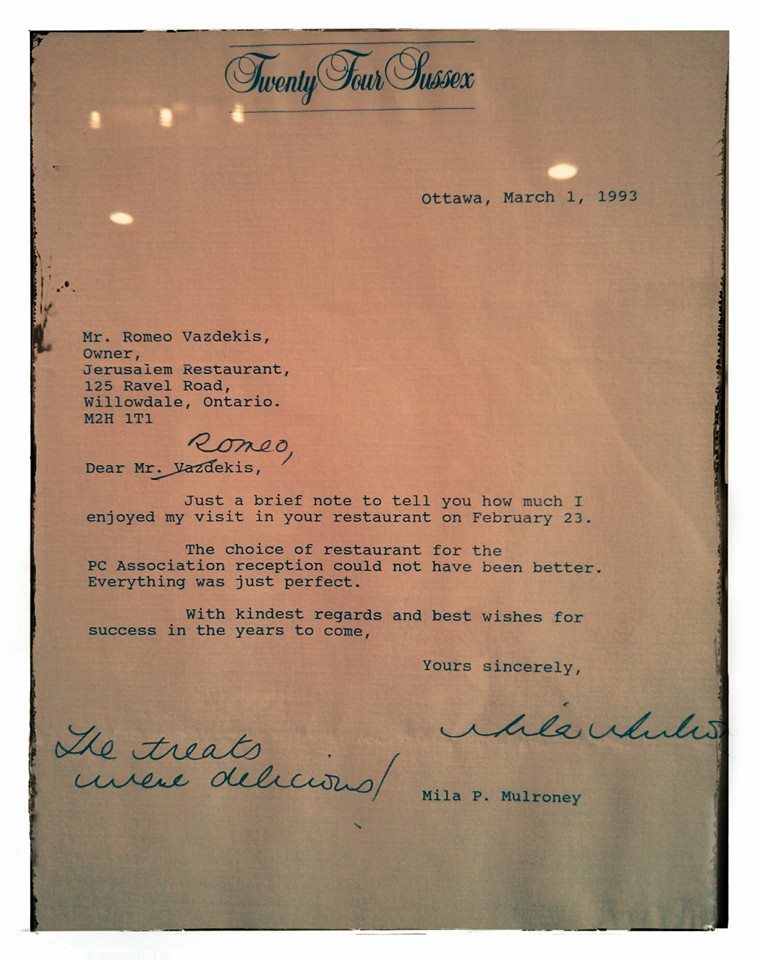 Twenty Four Sussex
Ottawa, March 1, 1993
Mr. Romeo Vazdekis,
Owner,
Jerusalem Restaurant,
125 Ravel Road,
Willowdale, Ontario.
M2H 1T1
Romeo,
Dear Mr. Vazdekis,
Just a brief note to tell you how much I
enjoyed my visit in your restaurant on February 23.
The choice of restaurant for the
PC Association reception could not have been better.
Everything was just perfect.
With kindest regards and best wishes for
success in the years to come,
Yours sincerely,
Mila Mulro
The treats
were delicious!
Mila P. Mulroney